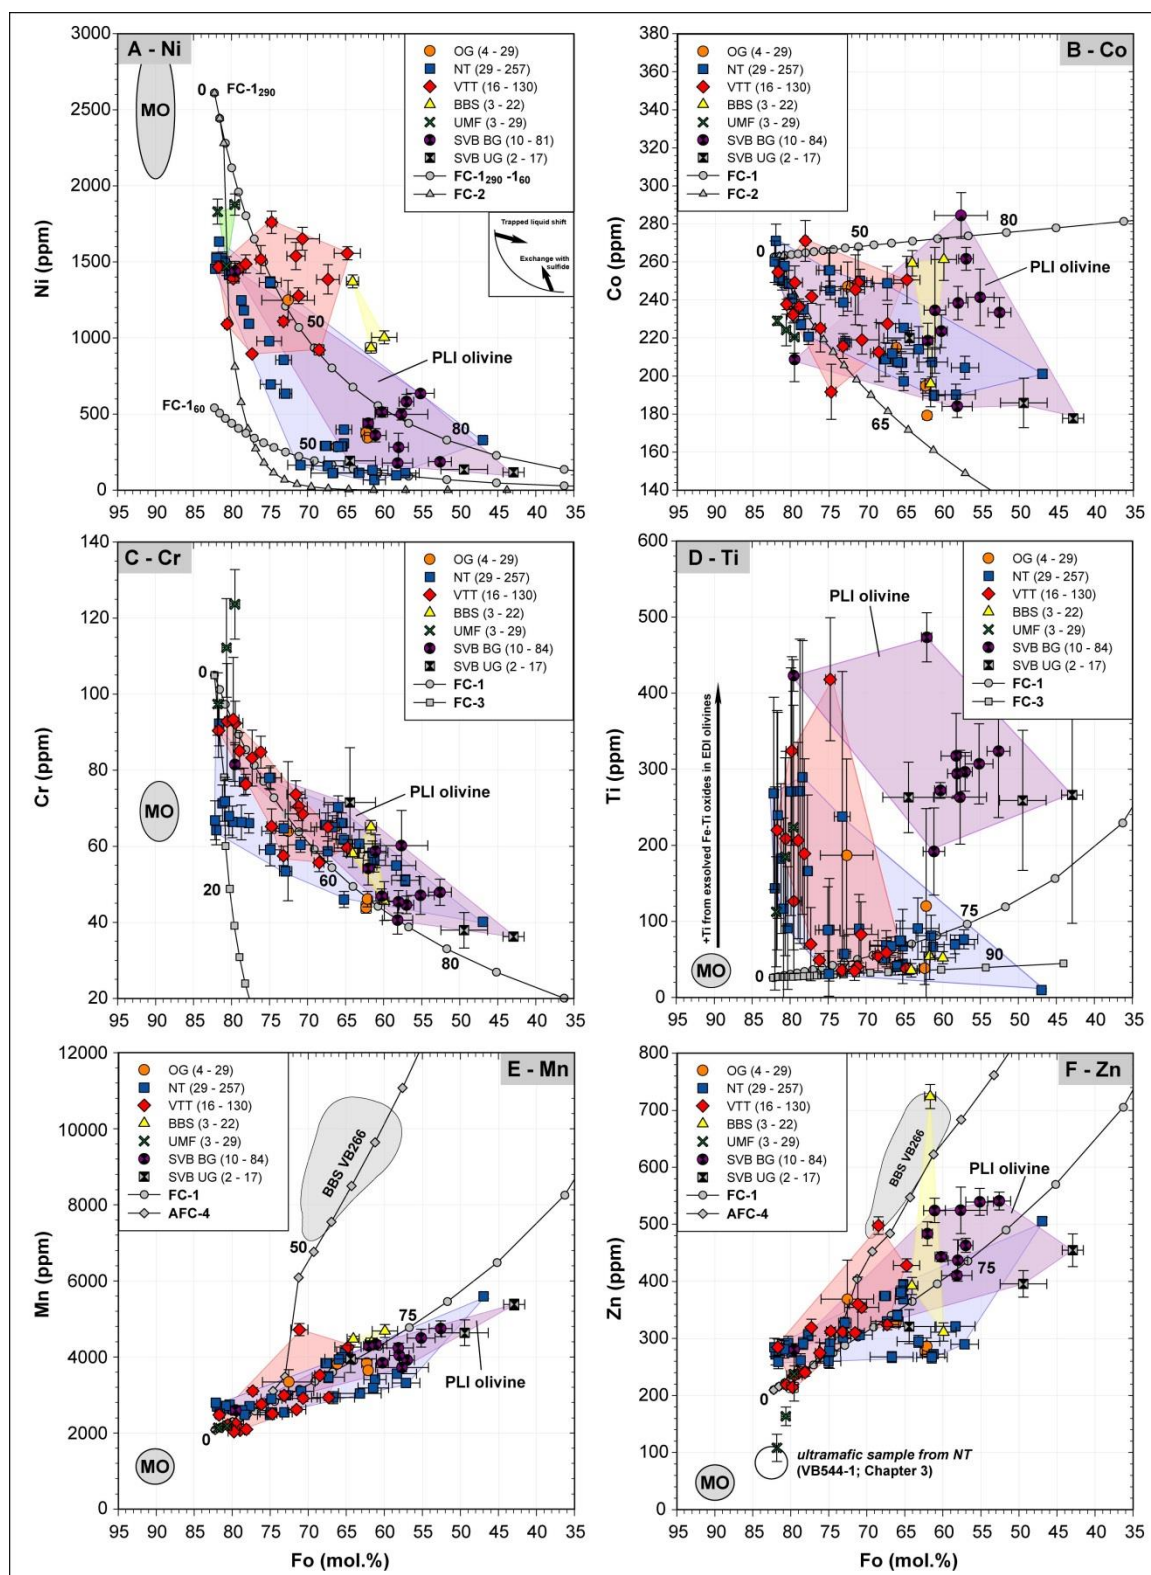 A - Ni
Ni (ppm)
3000
2500
2000
1500
1000
500
0
MO
0
FC-1₂₉₀
FC-1₆₀
50
50
80
PLI olivine
OG (4 - 29)
NT (29 - 257)
VTT (16 - 130)
BBS (3 - 22)
UMF (3 - 29)
SVB BG (10 - 81)
SVB UG (2 - 17)
FC-1₂₉₀ -1₆₀
FC-2
Trapped liquid shift
Exchange with
sulfide
95 90 85 80 75 70 65 60 55 50 45 40 35
B - Co
Co (ppm)
380
360
340
320
300
280
260
240
220
200
180
160
140
OG (4 - 29)
NT (29 - 257)
VTT (16 - 130)
BBS (3 - 22)
UMF (3 - 29)
SVB BG (10 - 84)
SVB UG (2 - 17)
FC-1
FC-2
0
50
80
PLI olivine
65
95 90 85 80 75 70 65 60 55 50 45 40 35
C - Cr
Cr (ppm)
140
120
100
80
60
40
20
OG (4 - 29)
NT (29 - 257)
VTT (16 - 130)
BBS (3 - 22)
UMF (3 - 29)
SVB BG (10 - 84)
SVB UG (2 - 17)
FC-1
FC-3
0
MO
PLI olivine
60
20
80
95 90 85 80 75 70 65 60 55 50 45 40 35
D - Ti
Ti (ppm)
600
500
400
300
200
100
0
OG (4 - 29)
NT (29 - 257)
VTT (16 - 130)
BBS (3 - 22)
UMF (3 - 29)
SVB BG (10 - 84)
SVB UG (2 - 17)
FC-1
FC-3
PLI olivine
+Ti from exsolved Fe-Ti oxides in EDI olivines
MO
0
75
90
95 90 85 80 75 70 65 60 55 50 45 40 35
E - Mn
Mn (ppm)
12000
10000
8000
6000
4000
2000
0
OG (4 - 29)
NT (29 - 257)
VTT (16 - 130)
BBS (3 - 22)
UMF (3 - 29)
SVB BG (10 - 84)
SVB UG (2 - 17)
FC-1
AFC-4
BBS VB266
50
75
PLI olivine
0
MO
95 90 85 80 75 70 65 60 55 50 45 40 35
Fo (mol.%)
F - Zn
Zn (ppm)
800
700
600
500
400
300
200
100
0
OG (4 - 29)
NT (29 - 257)
VTT (16 - 130)
BBS (3 - 22)
UMF (3 - 29)
SVB BG (10 - 84)
SVB UG (2 - 17)
FC-1
AFC-4
BBS VB266
PLI olivine
75
0
MO
ultramafic sample from NT
(VB544-1; Chapter 3)
95 90 85 80 75 70 65 60 55 50 45 40 35
Fo (mol.%)